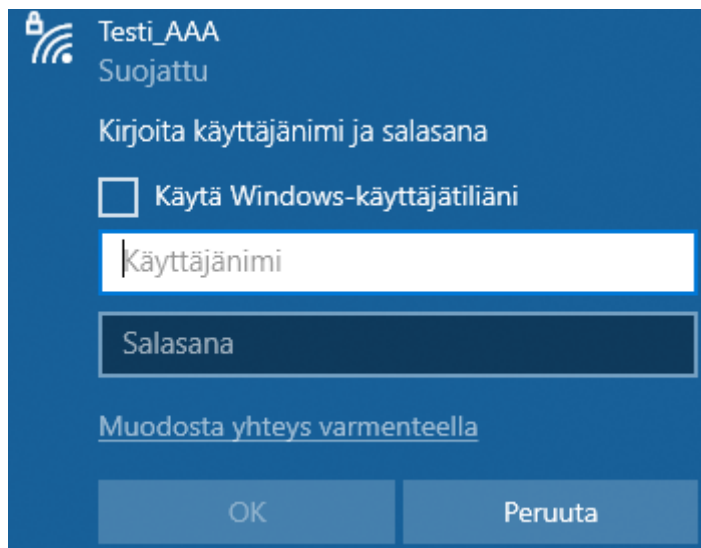 Testi_AAA
Suojattu
Kirjoita käyttäjänimi ja salasana
Käytä Windows-käyttäjätiliäni
Käyttäjänimi
Salasana
Muodosta yhteys varmenteella
OK
Peruuta